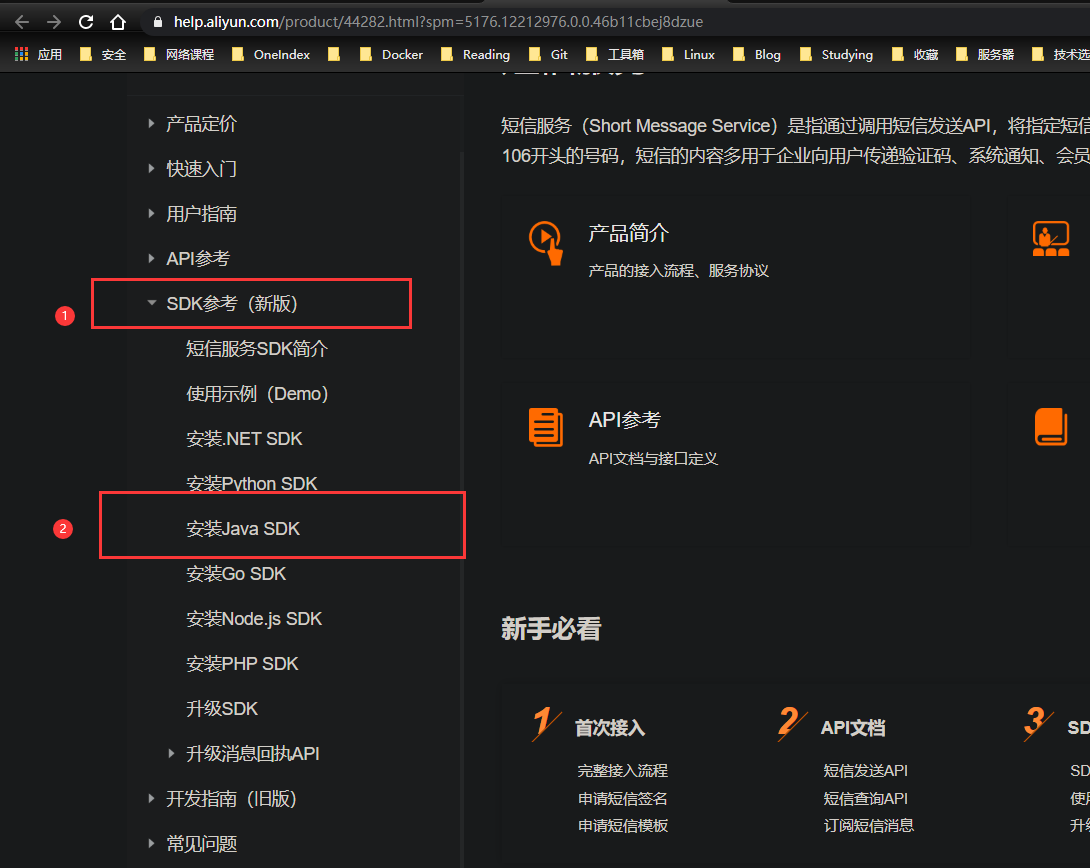 help.aliyun.com/product/44282.html?spm=5176.12212976.0.0.46b11cbej8dzue
应用 安全 网络课程 OneIndex Docker Reading Git 工具箱 Linux Blog Studying 收藏 服务器 技术选
产品定价
快速入门
用户指南
API参考
1
SDK参考（新版）
短信服务SDK简介
使用示例（Demo）
安装.NET SDK
安装Python SDK
2
安装Java SDK
安装Go SDK
安装Node.js SDK
安装PHP SDK
升级SDK
升级消息回执API
开发指南（旧版）
常见问题
短信服务（Short Message Service）是指通过调用短信发送API，将指定短信
106开头的号码，短信的内容多用于企业向用户传递验证码、系统通知、会员
产品简介
产品的接入流程、服务协议
API参考
API文档与接口定义
新手必看
1 首次接入
完整接入流程
申请短信签名
申请短信模板
2 API文档
短信发送API
短信查询API
订阅短信消息
3 SD
SD
使用
升级